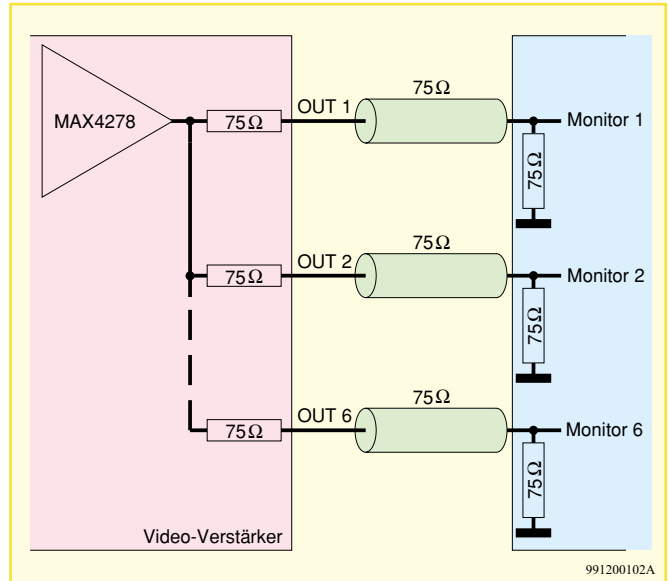 MAX4278
75Ω
OUT 1
75Ω
Monitor 1
75Ω
75Ω
OUT 2
75Ω
Monitor 2
75Ω
75Ω
OUT 6
75Ω
Monitor 6
75Ω
Video-Verstärker
991200102A